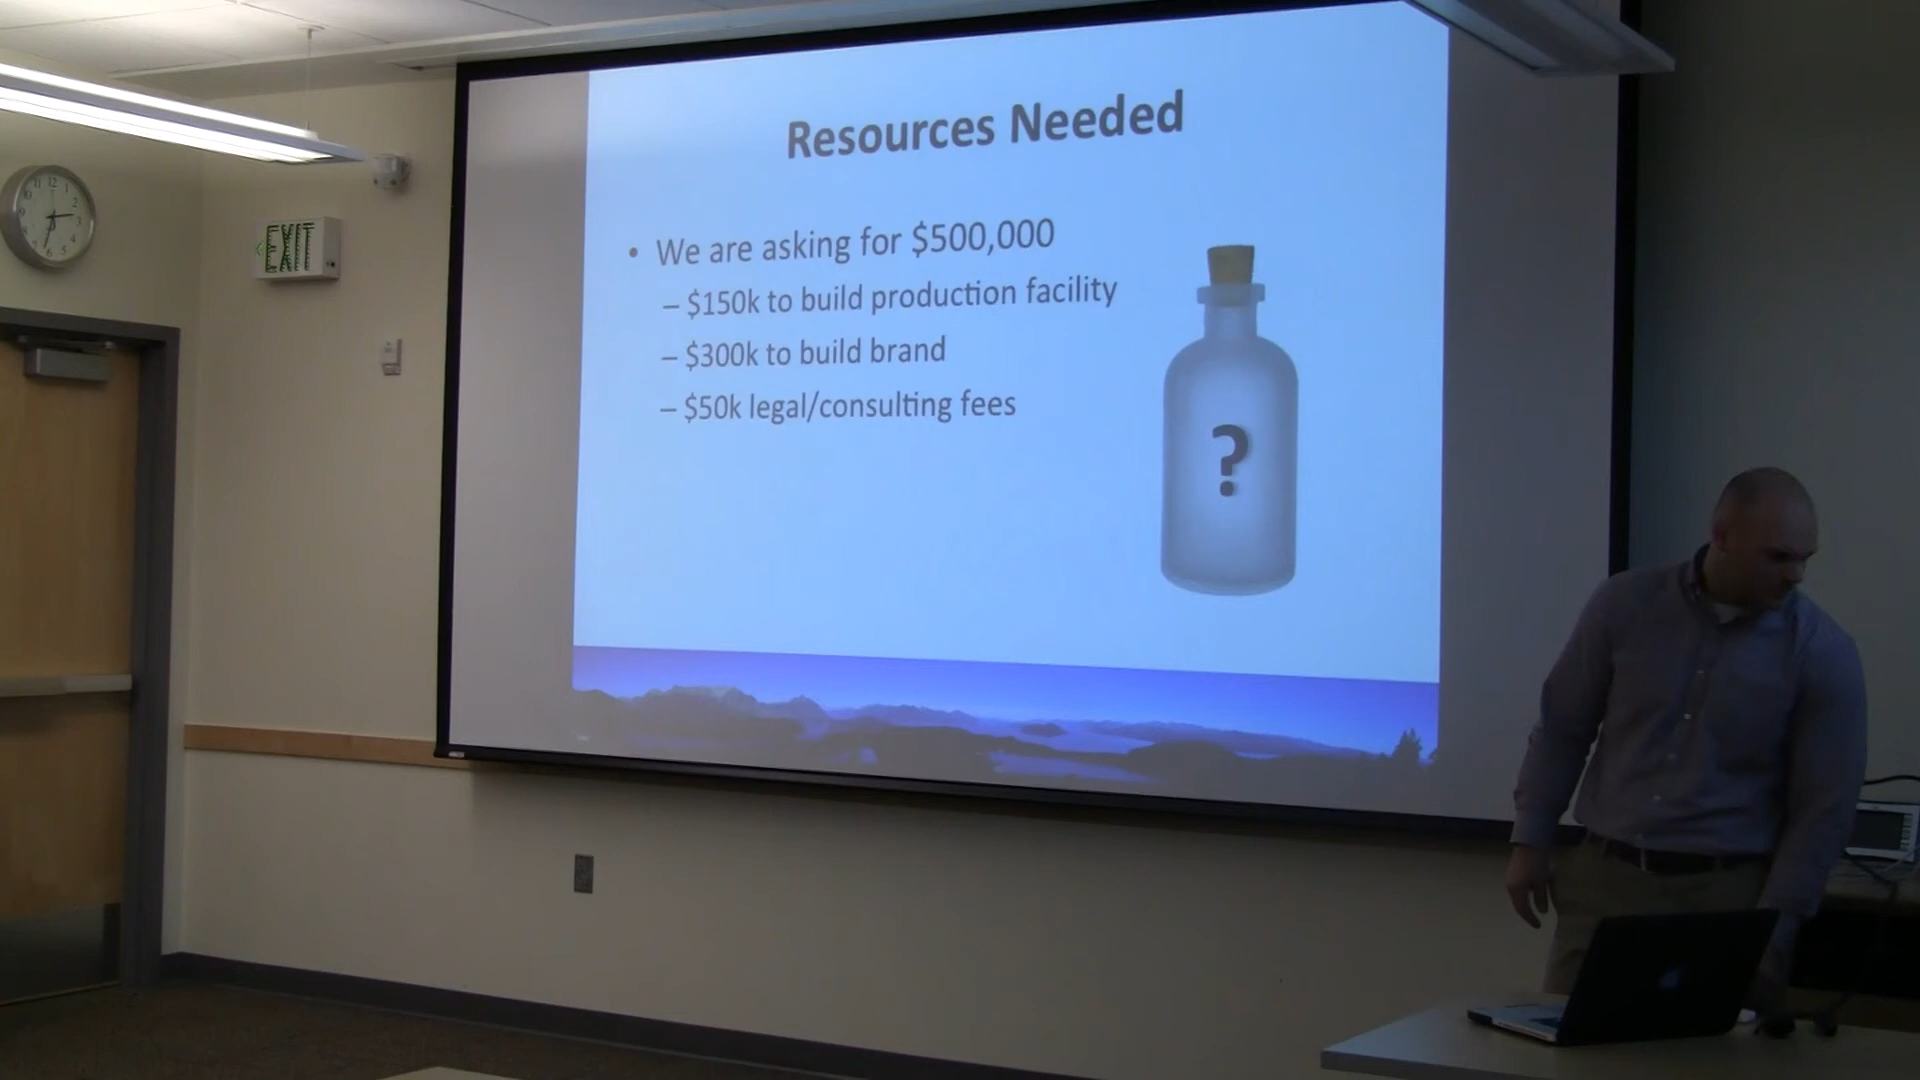 Resources Needed
• We are asking for $500,000
– $150k to build production facility
– $300k to build brand
– $50k legal/consulting fees
?
EXIT